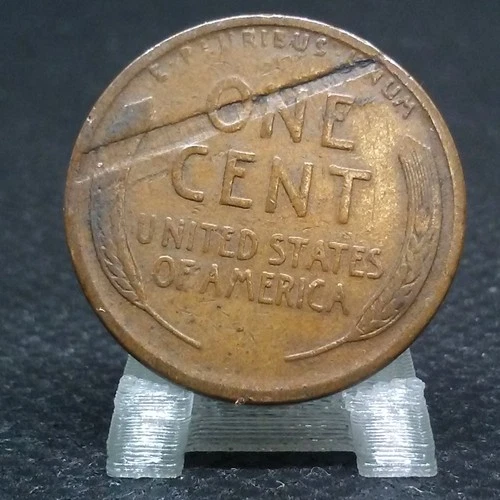 E PLURIBUS UNUM
ONE
CENT
UNITED STATES
OF AMERICA